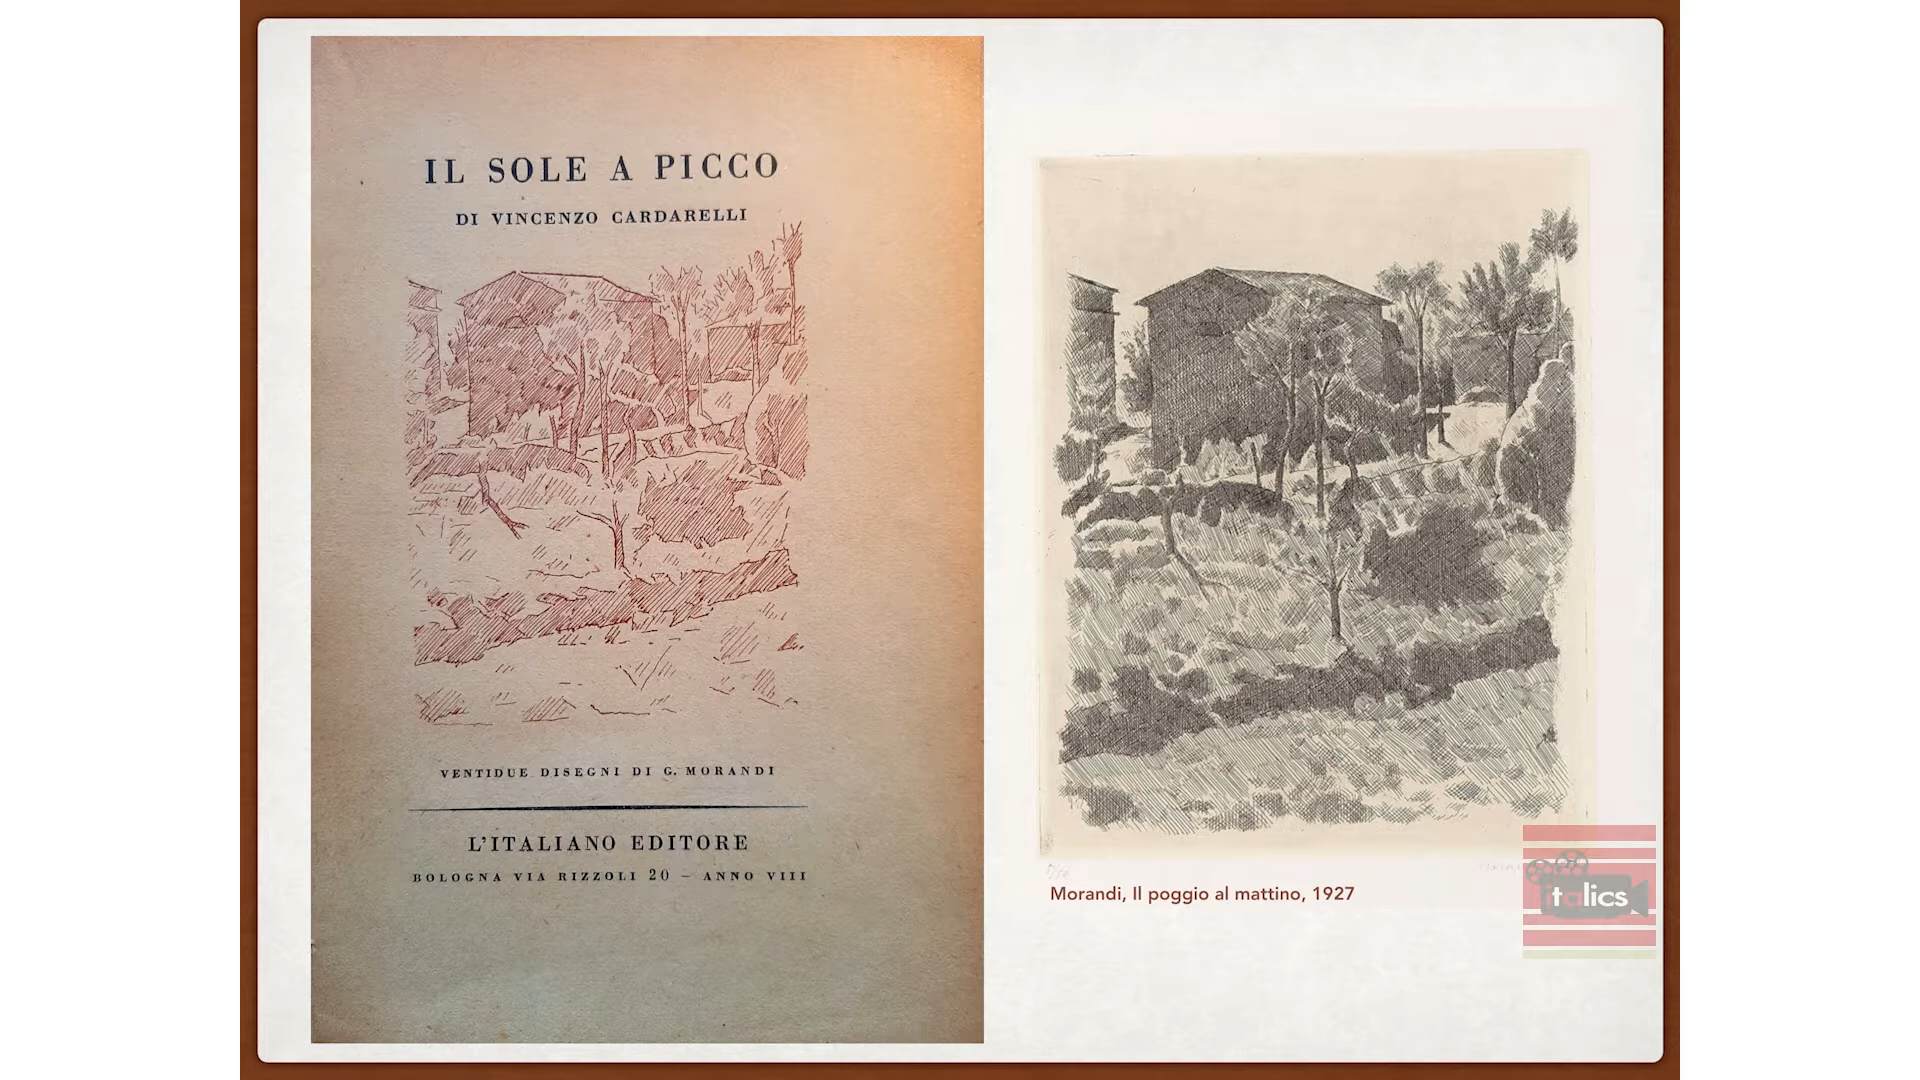 IL SOLE A PICCO
DI VINCENZO CARDARELLI
VENTIDUE DISEGNI DI G. MORANDI
L'ITALIANO EDITORE
BOLOGNA VIA RIZZOLI 20 – ANNO VIII
Morandi, Il poggio al mattino, 1927
italics